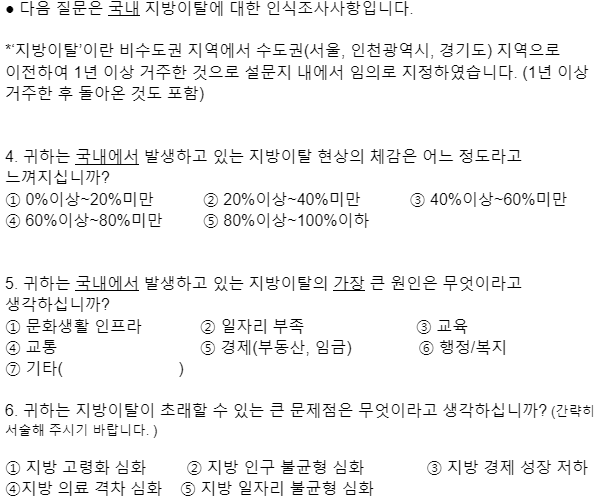 ● 다음 질문은 국내 지방이탈에 대한 인식조사사항입니다.
*‘지방이탈’이란 비수도권 지역에서 수도권(서울, 인천광역시, 경기도) 지역으로
이전하여 1년 이상 거주한 것으로 설문지 내에서 임의로 지정하였습니다. (1년 이상
거주한 후 돌아온 것도 포함)
4. 귀하는 국내에서 발생하고 있는 지방이탈 현상의 체감은 어느 정도라고
느껴지십니까?
① 0%이상~20%미만 ② 20%이상~40%미만 ③ 40%이상~60%미만
④ 60%이상~80%미만 ⑤ 80%이상~100%이하
5. 귀하는 국내에서 발생하고 있는 지방이탈의 가장 큰 원인은 무엇이라고
생각하십니까?
① 문화생활 인프라 ② 일자리 부족 ③ 교육
④ 교통 ⑤ 경제(부동산, 임금) ⑥ 행정/복지
⑦ 기타( )
6. 귀하는 지방이탈이 초래할 수 있는 큰 문제점은 무엇이라고 생각하십니까? (간략히
서술해 주시기 바랍니다. )
① 지방 고령화 심화 ② 지방 인구 불균형 심화 ③ 지방 경제 성장 저하
④지방 의료 격차 심화 ⑤ 지방 일자리 불균형 심화